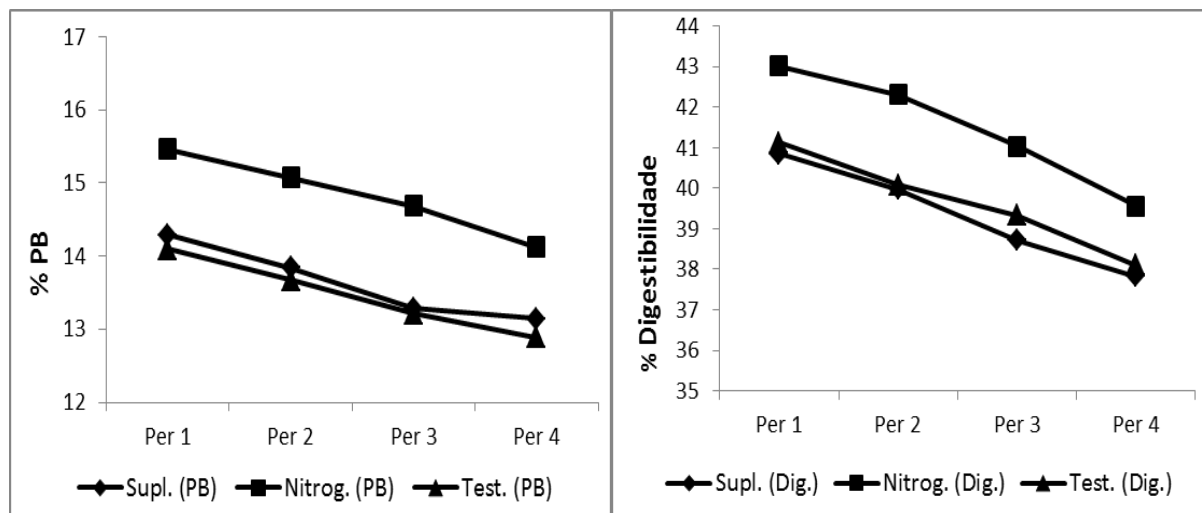 17
16
15
14
13
12
% PB
Per 1 Per 2 Per 3 Per 4
Supl. (PB) Nitrog. (PB) Test. (PB)
44
43
42
41
40
39
38
37
36
35
% Digestibilidade
Per 1 Per 2 Per 3 Per 4
Supl. (Dig.) Nitrog. (Dig.) Test. (Dig.)